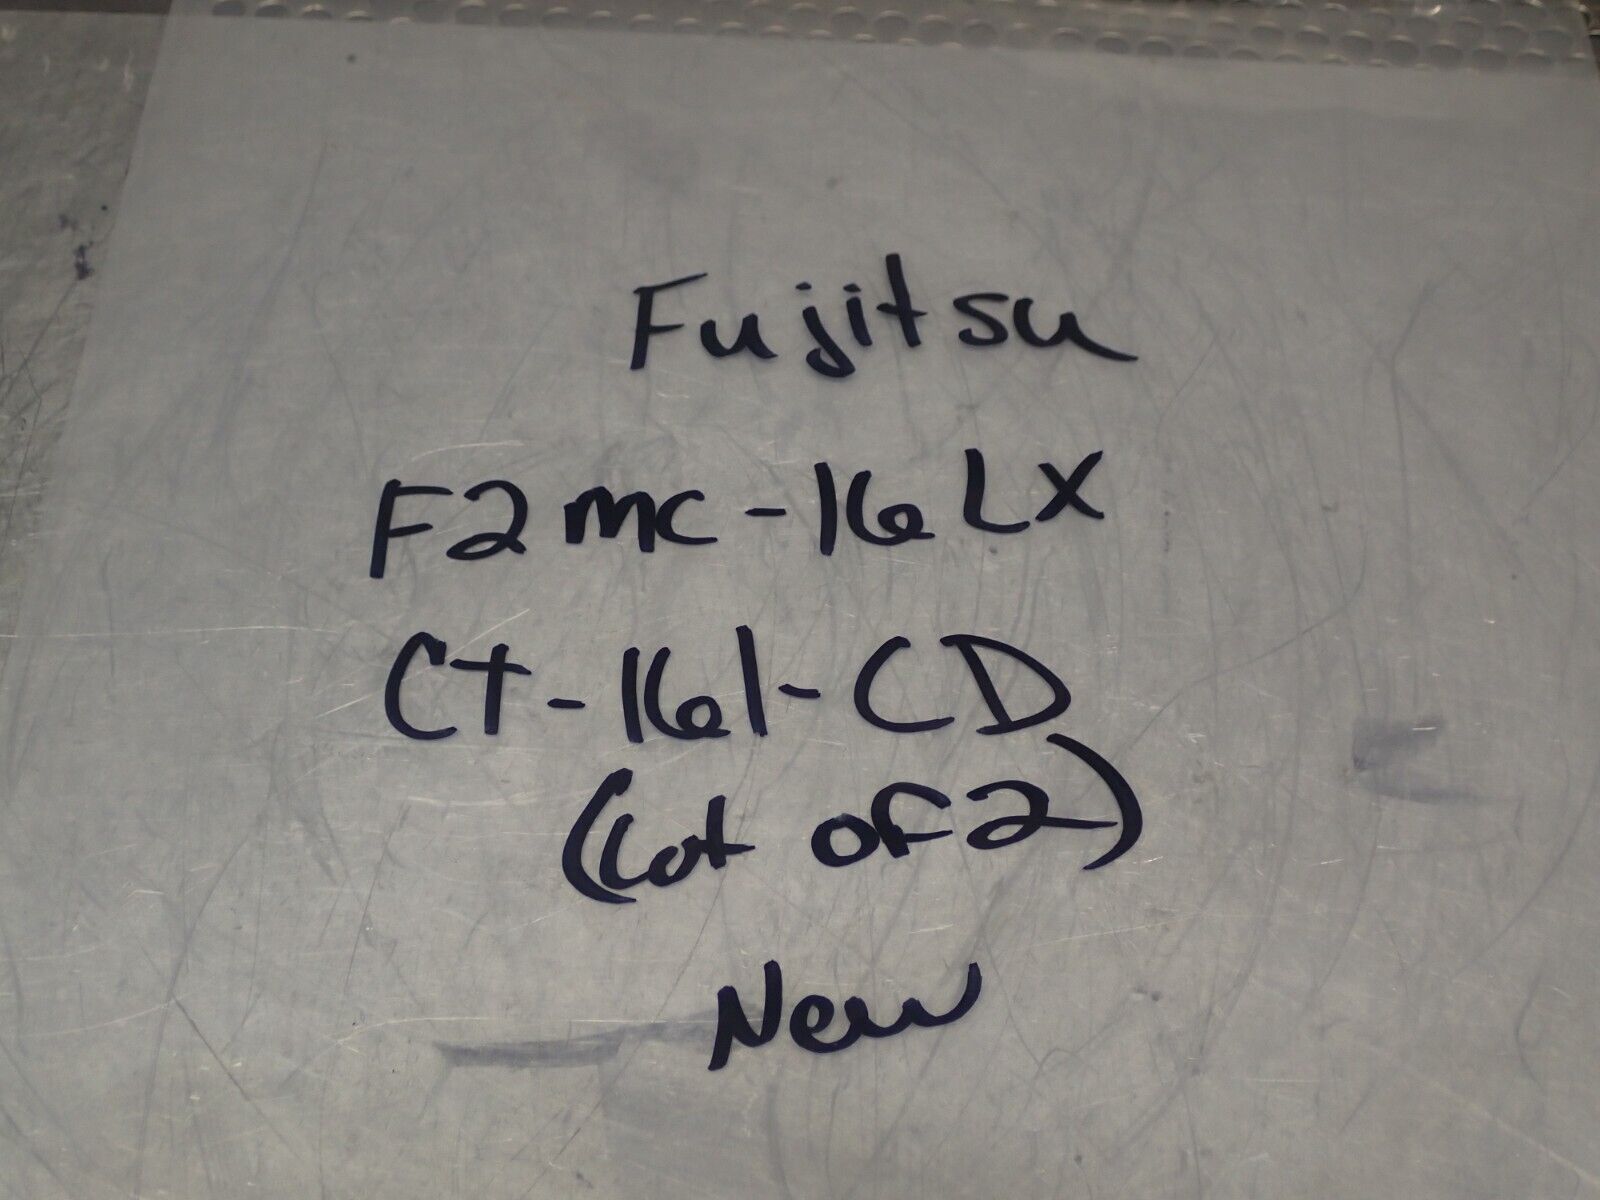 Fujitsu
F2mc-16LX
Ct-161-CD
(Lot of 2)
New